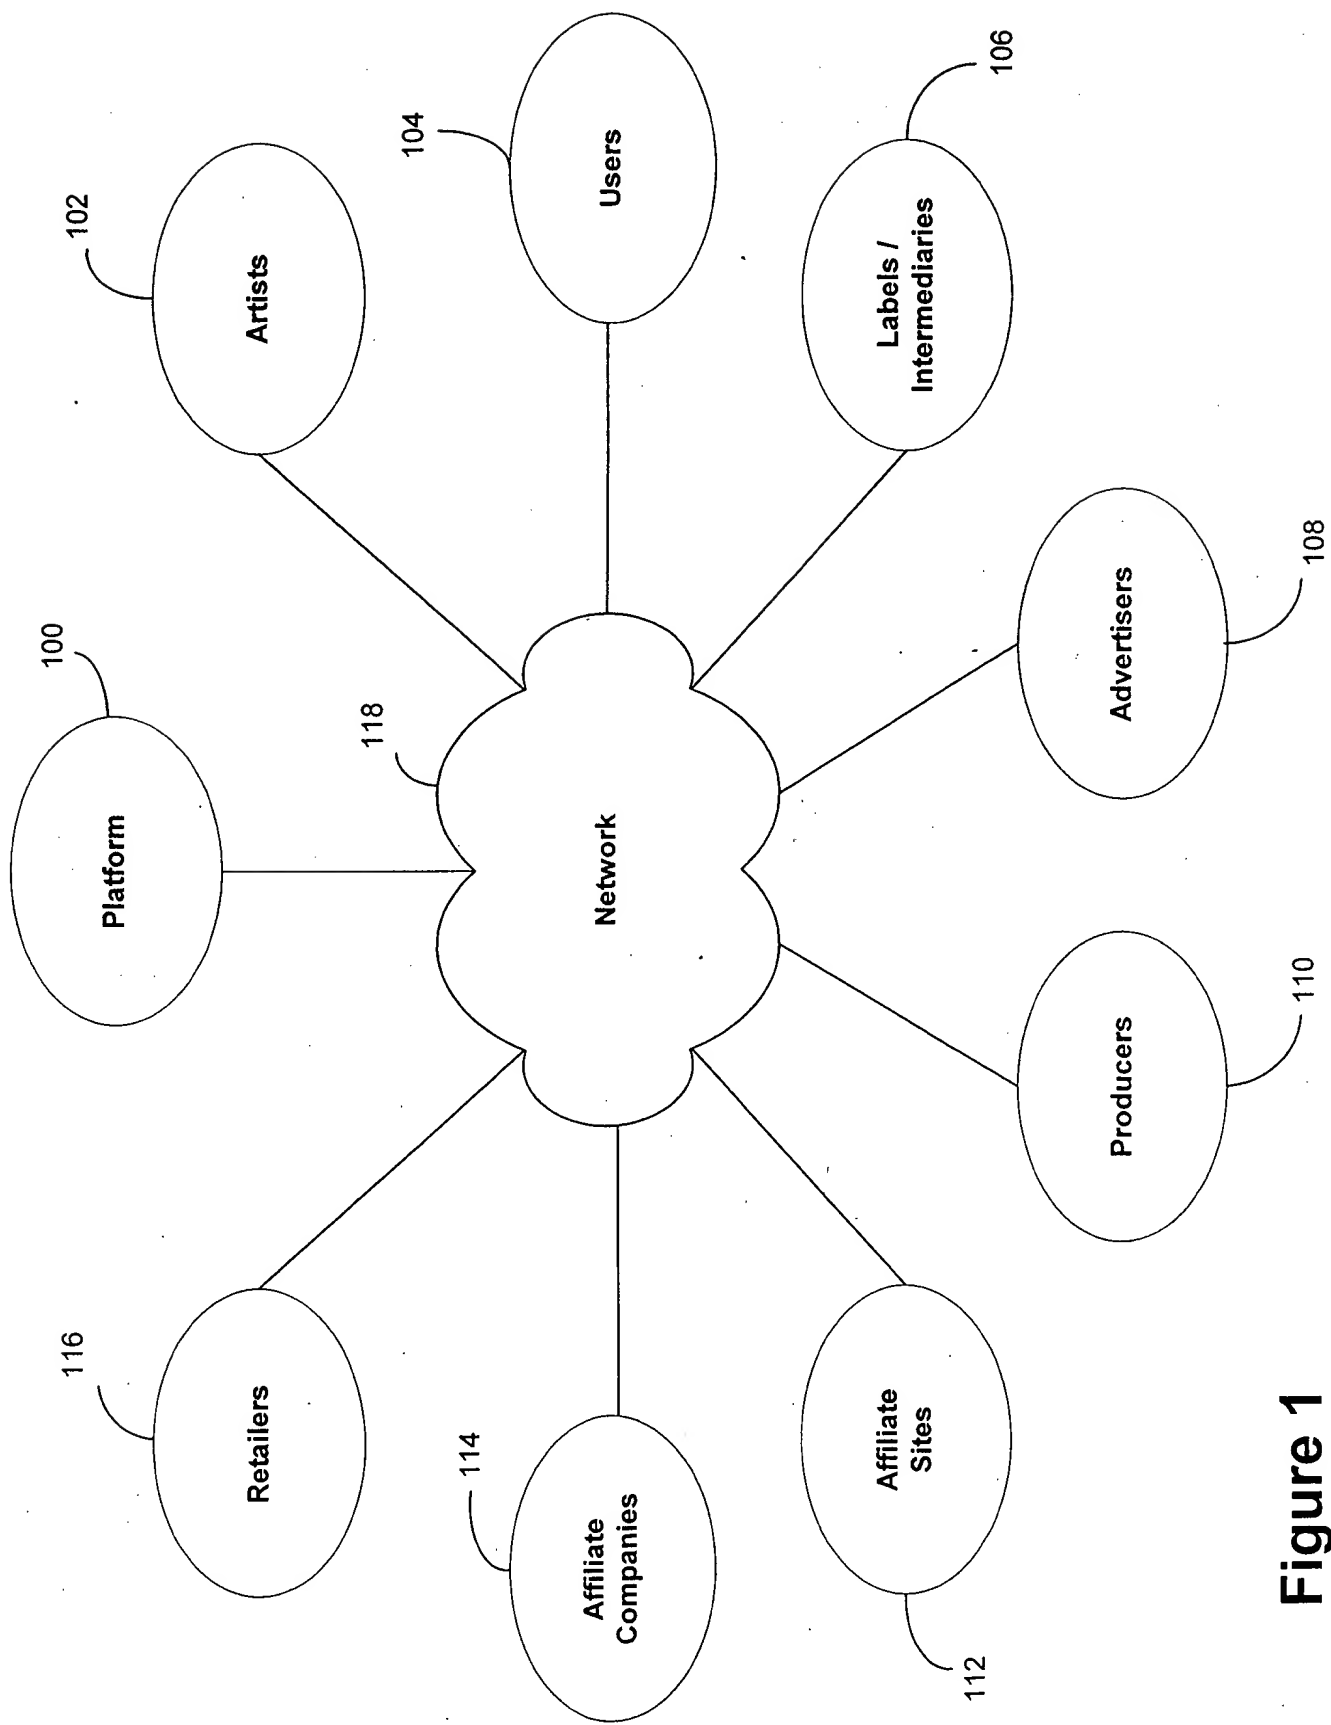 100
Platform
102
Artists
104
Users
106
Labels /
Intermediaries
108
Advertisers
110
Producers
112
Affiliate
Sites
114
Affiliate
Companies
116
Retailers
118
Network
Figure 1